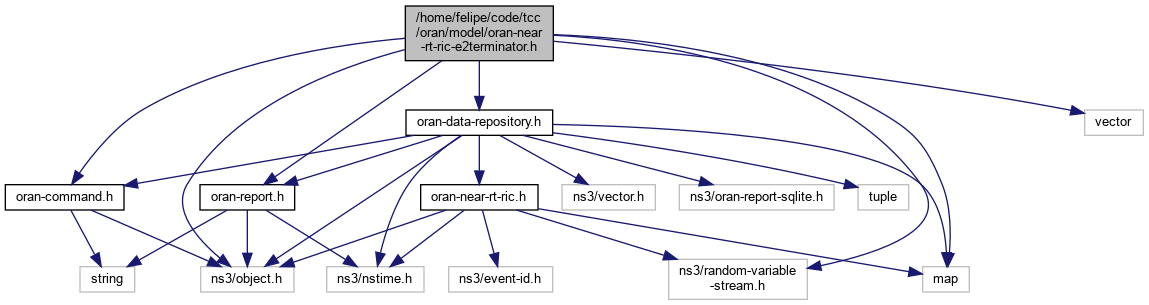 /home/felipe/code/tcc
/oran/model/oran-near
-rt-ric-e2terminator.h
oran-data-repository.h
vector
oran-command.h
oran-report.h
oran-near-rt-ric.h
ns3/vector.h
ns3/oran-report-sqlite.h
tuple
string
ns3/object.h
ns3/nstime.h
ns3/event-id.h
ns3/random-variable
-stream.h
map